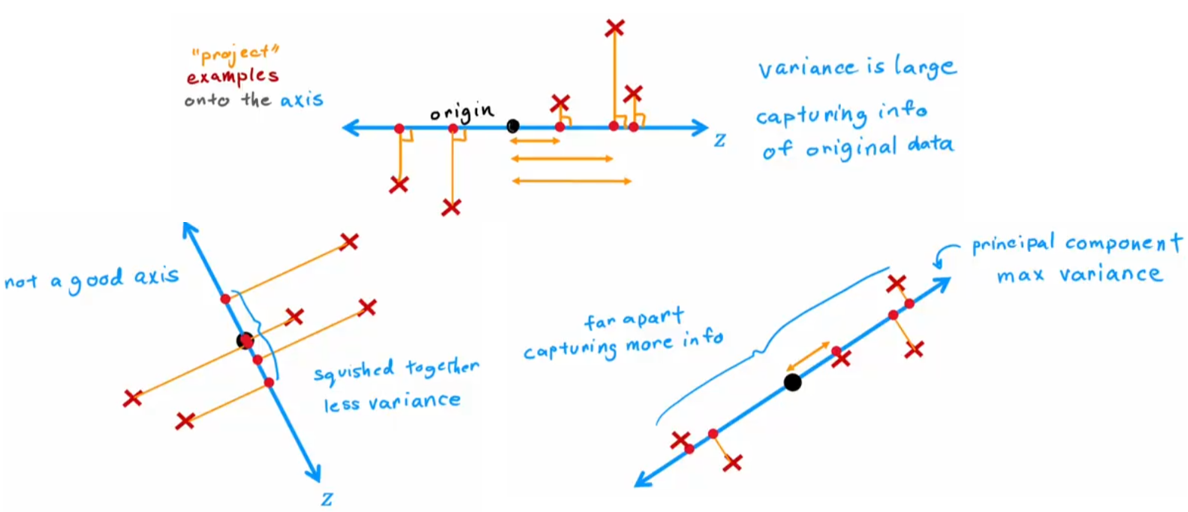 "project"
examples
onto the axis
origin
z
variance is large
capturing info
of original data
not a good axis
squished together
less variance
z
far apart
capturing more info
principal component
max variance